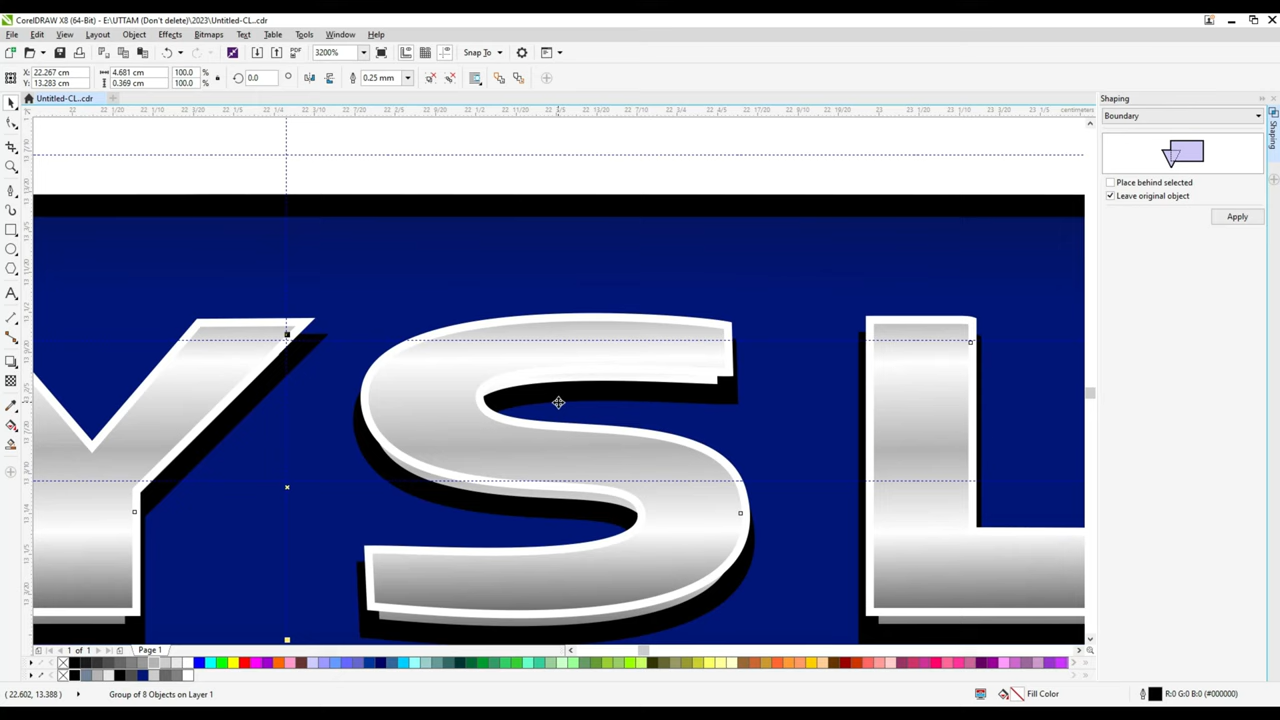 CorelDRAW X8 (64-Bit) - E:\UTTAM (Don't delete)\2023\Untitled-CL..cdr
File Edit View Layout Object Effects Bitmaps Text Table Tools Window Help
3200% Snap To
X: 22.267 cm 4.681 cm 100.0 % 0.0 0.25 mm
Y: 13.283 cm 0.369 cm 100.0 %
Untitled-CL..cdr
Shaping
centimeters
Boundary
Shaping
Place behind selected
Leave original object
Apply
Y S L
1 of 1 Page 1
( 22.602, 13.388 ) Group of 8 Objects on Layer 1 Fill Color R:0 G:0 B:0 (#000000)